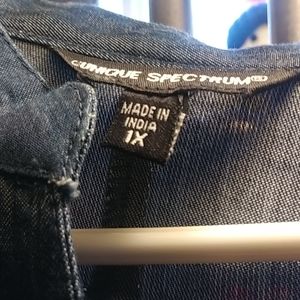 UNIQUE SPECTRUM®
MADE IN
INDIA
1X